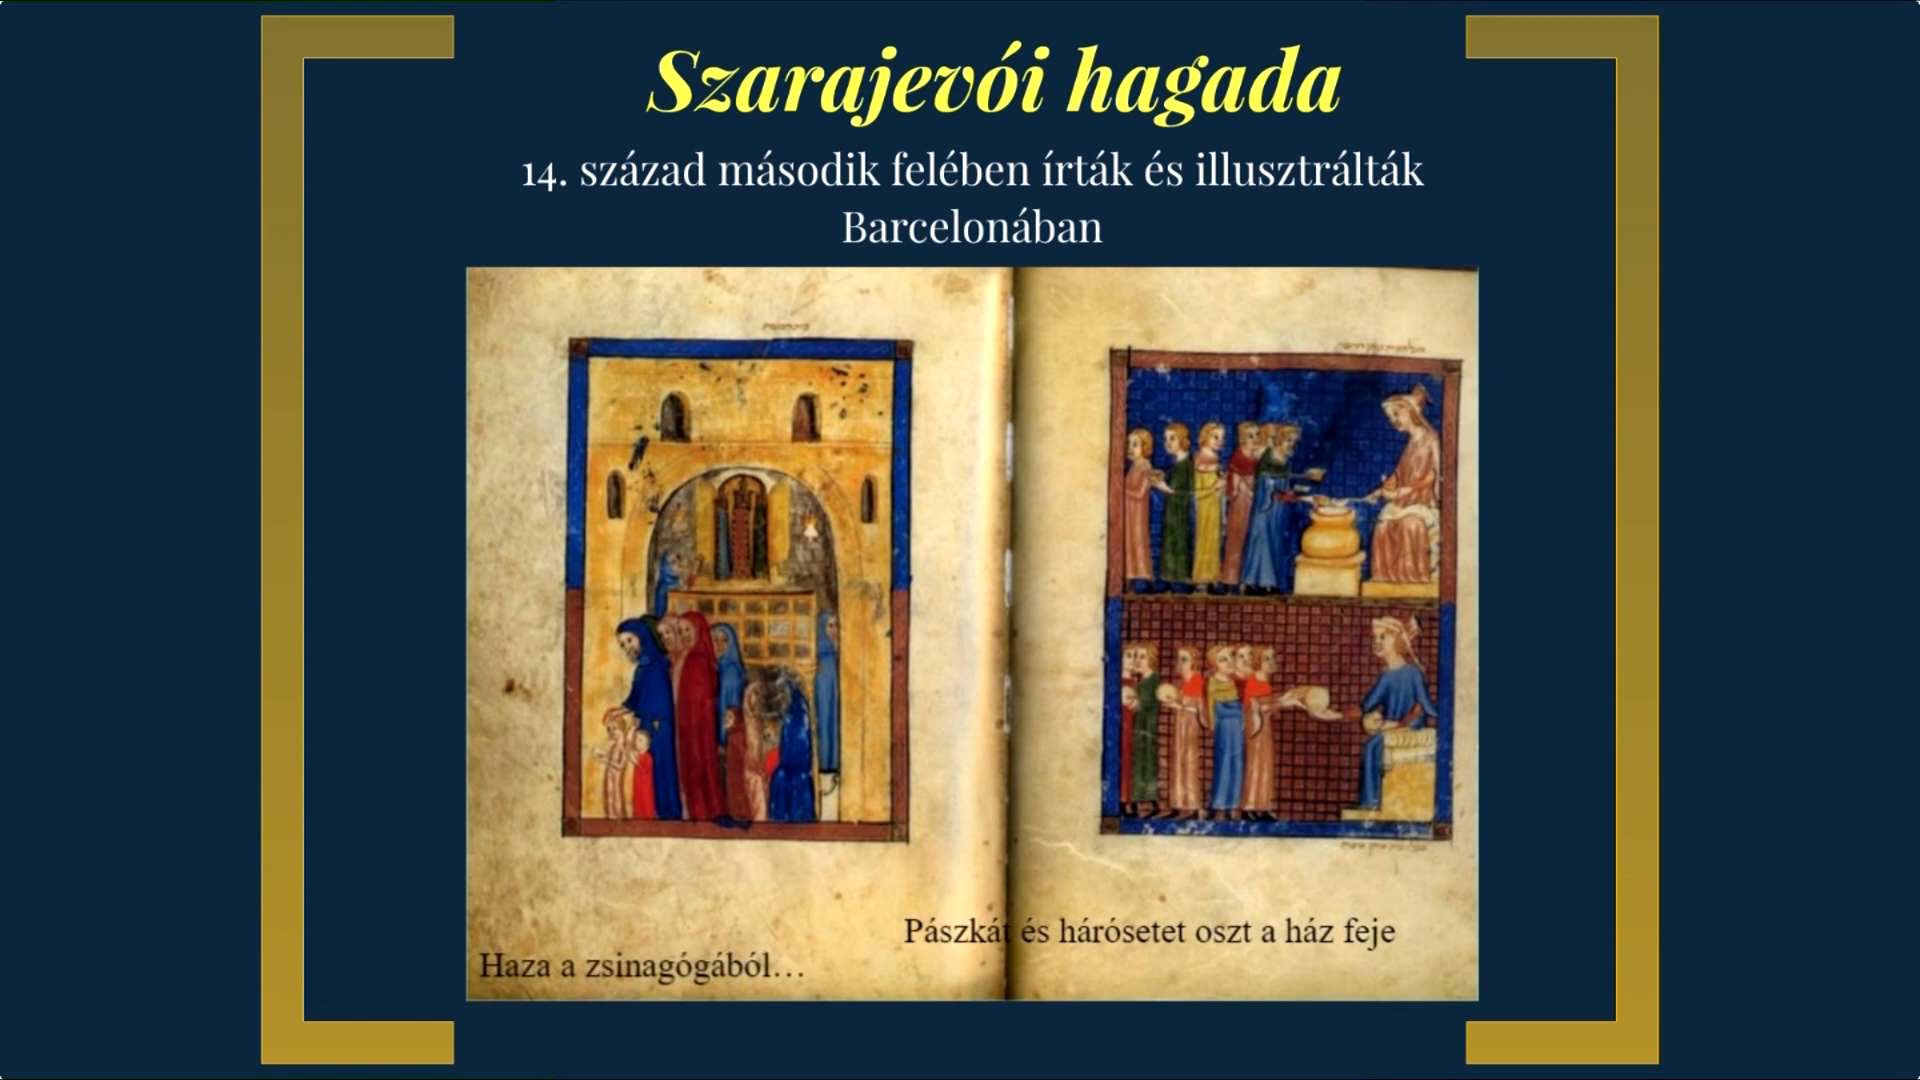 Szarajevói hagada
14. század második felében írták és illusztrálták
Barcelonában
Pászkát és hárósetet oszt a ház feje
Haza a zsinagógából…